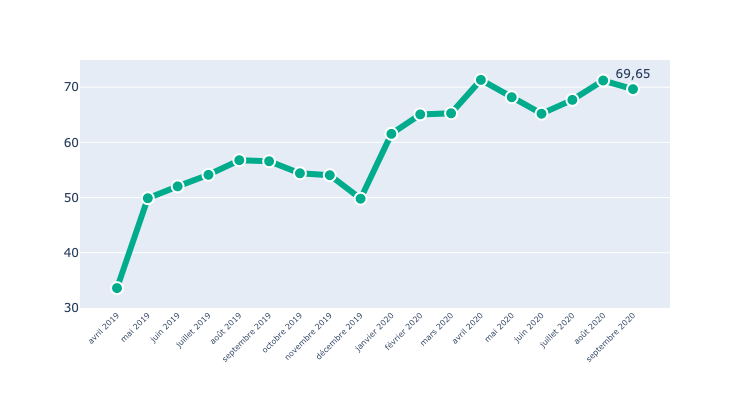 69,65
70
60
50
40
30
avril 2019
mai 2019
juin 2019
juillet 2019
août 2019
septembre 2019
octobre 2019
novembre 2019
décembre 2019
janvier 2020
février 2020
mars 2020
avril 2020
mai 2020
juin 2020
juillet 2020
août 2020
septembre 2020